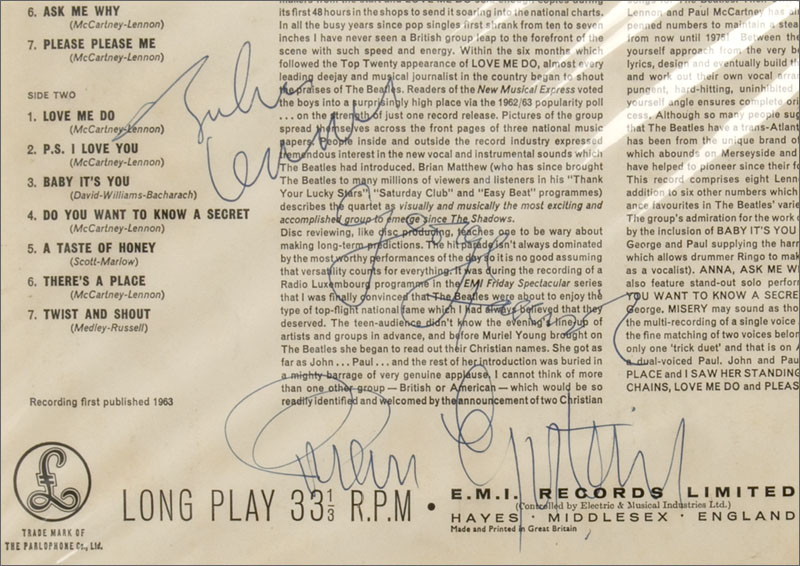 6. ASK ME WHY
(McCartney-Lennon)
7. PLEASE PLEASE ME
(McCartney-Lennon)
SIDE TWO
1. LOVE ME DO
(McCartney-Lennon)
2. P.S. I LOVE YOU
(McCartney-Lennon)
3. BABY IT'S YOU
(David-Williams-Bacharach)
4. DO YOU WANT TO KNOW A SECRET
(McCartney-Lennon)
5. A TASTE OF HONEY
(Scott-Marlow)
6. THERE'S A PLACE
(McCartney-Lennon)
7. TWIST AND SHOUT
(Medley-Russell)
Recording first published 1963
its first 48 hours in the shops to send it soaring into the national charts.
In all the busy years since pop singles first shrank from ten to seven
inches I have never seen a British group leap to the forefront of the
scene with such speed and energy. Within the six months which
followed the Top Twenty appearance of LOVE ME DO, almost every
leading deejay and musical journalist in the country began to shout
the praises of The Beatles. Readers of the New Musical Express voted
the boys into a surprisingly high place via the 1962/63 popularity poll
... on the strength of just one record release. Pictures of the group
spread themselves across the front pages of three national music
papers. People inside and outside the record industry expressed
tremendous interest in the new vocal and instrumental sounds which
The Beatles had introduced. Brian Matthew (who has since brought
The Beatles to many millions of viewers and listeners in his "Thank
Your Lucky Stars", "Saturday Club" and "Easy Beat" programmes)
describes the quartet as visually and musically the most exciting and
accomplished group to emerge since The Shadows.
Disc reviewing, like disc producing, teaches one to be wary about
making long-term predictions. The hit parade isn't always dominated
by the most worthy performances of the day so it is no good assuming
that versatility counts for everything. It was during the recording of a
Radio Luxembourg programme in the EMI Friday Spectacular series
that I was finally convinced that The Beatles were about to enjoy the
type of top-flight national fame which I had always believed that they
deserved. The teen-audience didn't know the evening's line-up of
artists and groups in advance, and before Muriel Young brought on
The Beatles she began to read out their Christian names. She got as
far as John ... Paul ... and the rest of her introduction was buried in
a mighty barrage of very genuine applause. I cannot think of more
than one other group — British or American — which would be so
readily identified and welcomed by the announcement of two Christian
Lennon and Paul McCartney has
penned numbers to maintain a stea
from now until 1975! Between the
yourself approach from the very b
lyrics, design and eventually build th
and work out their own vocal arra
pungent, hard-hitting, uninhibited
yourself angle ensures complete ori
cess. Although so many people sug
that The Beatles have a trans-Atlant
has been from the unique brand of
which abounds on Merseyside and
have helped to pioneer since their fo
This record comprises eight Lenn
addition to six other numbers which
ance favourites in The Beatles' varie
The group's admiration for the work o
by the inclusion of BABY IT'S YOU
George and Paul supplying the harr
which allows drummer Ringo to mak
as a vocalist). ANNA, ASK ME W
also feature stand-out solo perform
YOU WANT TO KNOW A SECRE
George. MISERY may sound as tho
the multi-recording of a single voice
the fine matching of two voices belon
only one 'trick duet' and that is on A
a dual-voiced Paul. John and Pau
PLACE and I SAW HER STANDING
CHAINS, LOVE ME DO and PLEAS
John
Lennon
George
Harrison
Brian Epstein
£
TRADE MARK OF
THE PARLOPHONE Co., Ltd.
LONG PLAY 33⅓ R.P.M •
E.M.I. RECORDS LIMITED
(Controlled by Electric & Musical Industries Ltd.)
HAYES · MIDDLESEX · ENGLAND
Made and Printed in Great Britain